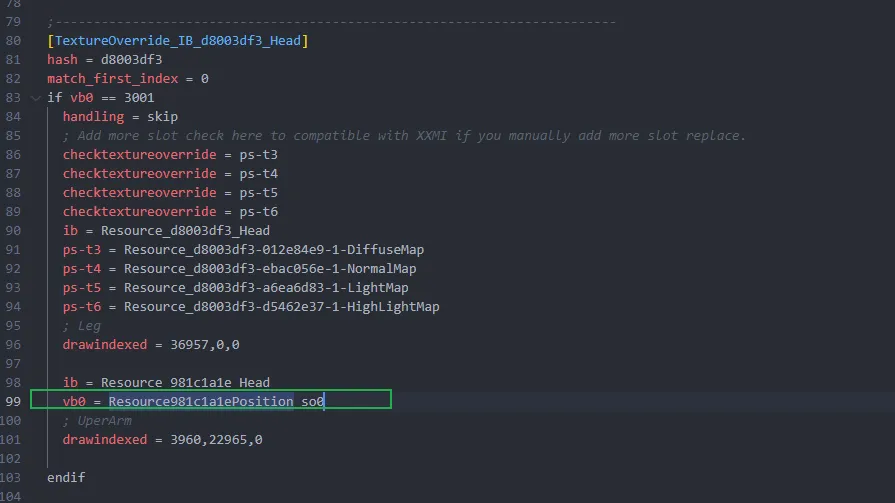 78
79 ;-------------------------------------------------------------------------
80 [TextureOverride_IB_d8003df3_Head]
81 hash = d8003df3
82 match_first_index = 0
83 if vb0 == 3001
84 handling = skip
85 ; Add more slot check here to compatible with XXMI if you manually add more slot replace.
86 checktextureoverride = ps-t3
87 checktextureoverride = ps-t4
88 checktextureoverride = ps-t5
89 checktextureoverride = ps-t6
90 ib = Resource_d8003df3_Head
91 ps-t3 = Resource_d8003df3-012e84e9-1-DiffuseMap
92 ps-t4 = Resource_d8003df3-ebac056e-1-NormalMap
93 ps-t5 = Resource_d8003df3-a6ea6d83-1-LightMap
94 ps-t6 = Resource_d8003df3-d5462e37-1-HighLightMap
95 ; Leg
96 drawindexed = 36957,0,0
97
98 ib = Resource_981c1a1e_Head
99 vb0 = Resource981c1a1ePosition_so0
100 ; UperArm
101 drawindexed = 3960,22965,0
102
103 endif
104